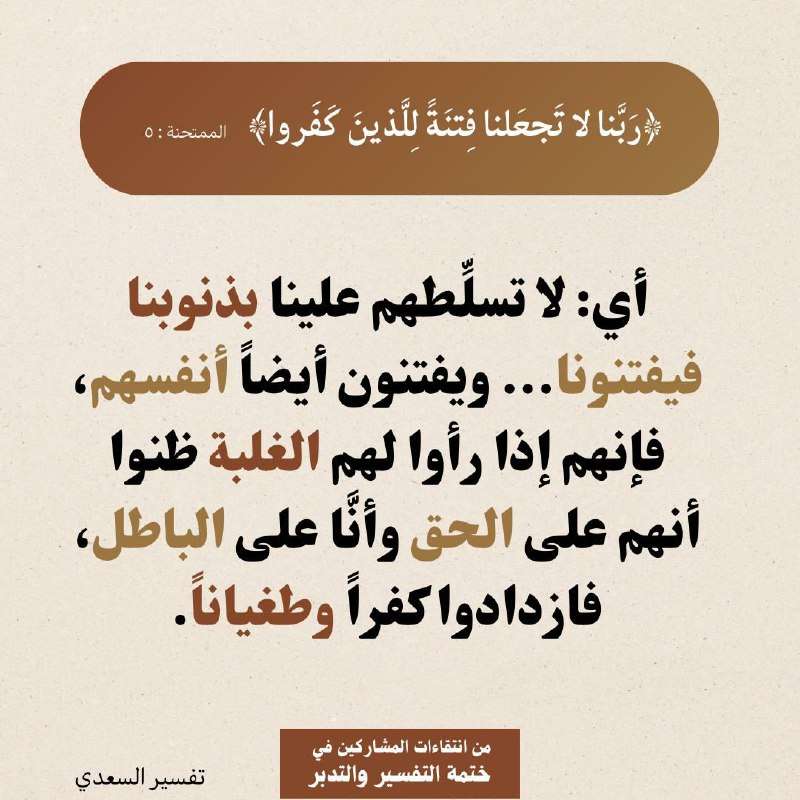 ﴿رَبَّنا لا تَجعَلنا فِتنَةً لِلَّذينَ كَفَروا﴾ الممتحنة : ٥
أي: لا تسلِّطهم علينا بذنوبنا
فيفتنونا... ويفتنون أيضاً أنفسهم،
فإنهم إذا رأوا لهم الغلبة ظنوا
أنهم على الحق وأنَّا على الباطل،
فازدادوا كفراً وطغياناً.
من انتقاءات المشاركين في
ختمة التفسير والتدبر
تفسير السعدي